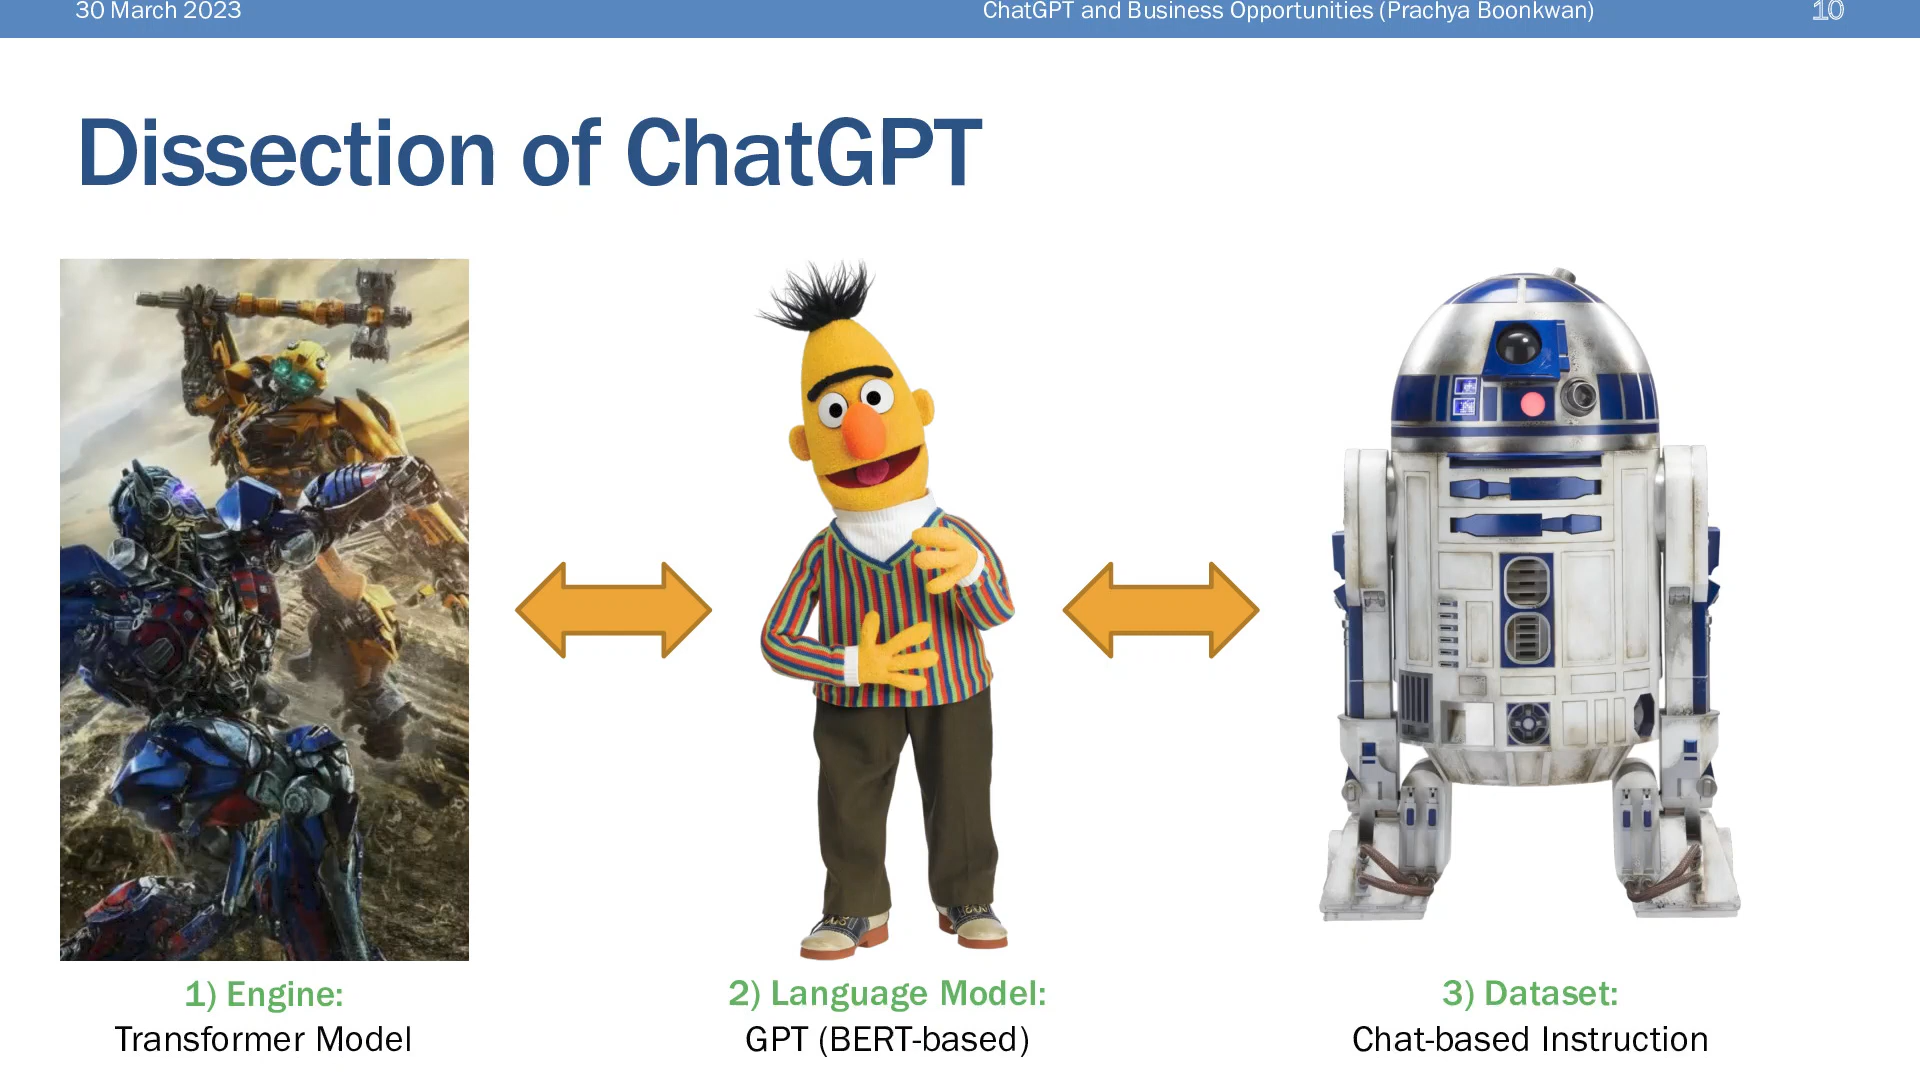 30 March 2023
ChatGPT and Business Opportunities (Prachya Boonkwan)
10
Dissection of ChatGPT
1) Engine:
Transformer Model
2) Language Model:
GPT (BERT-based)
3) Dataset:
Chat-based Instruction